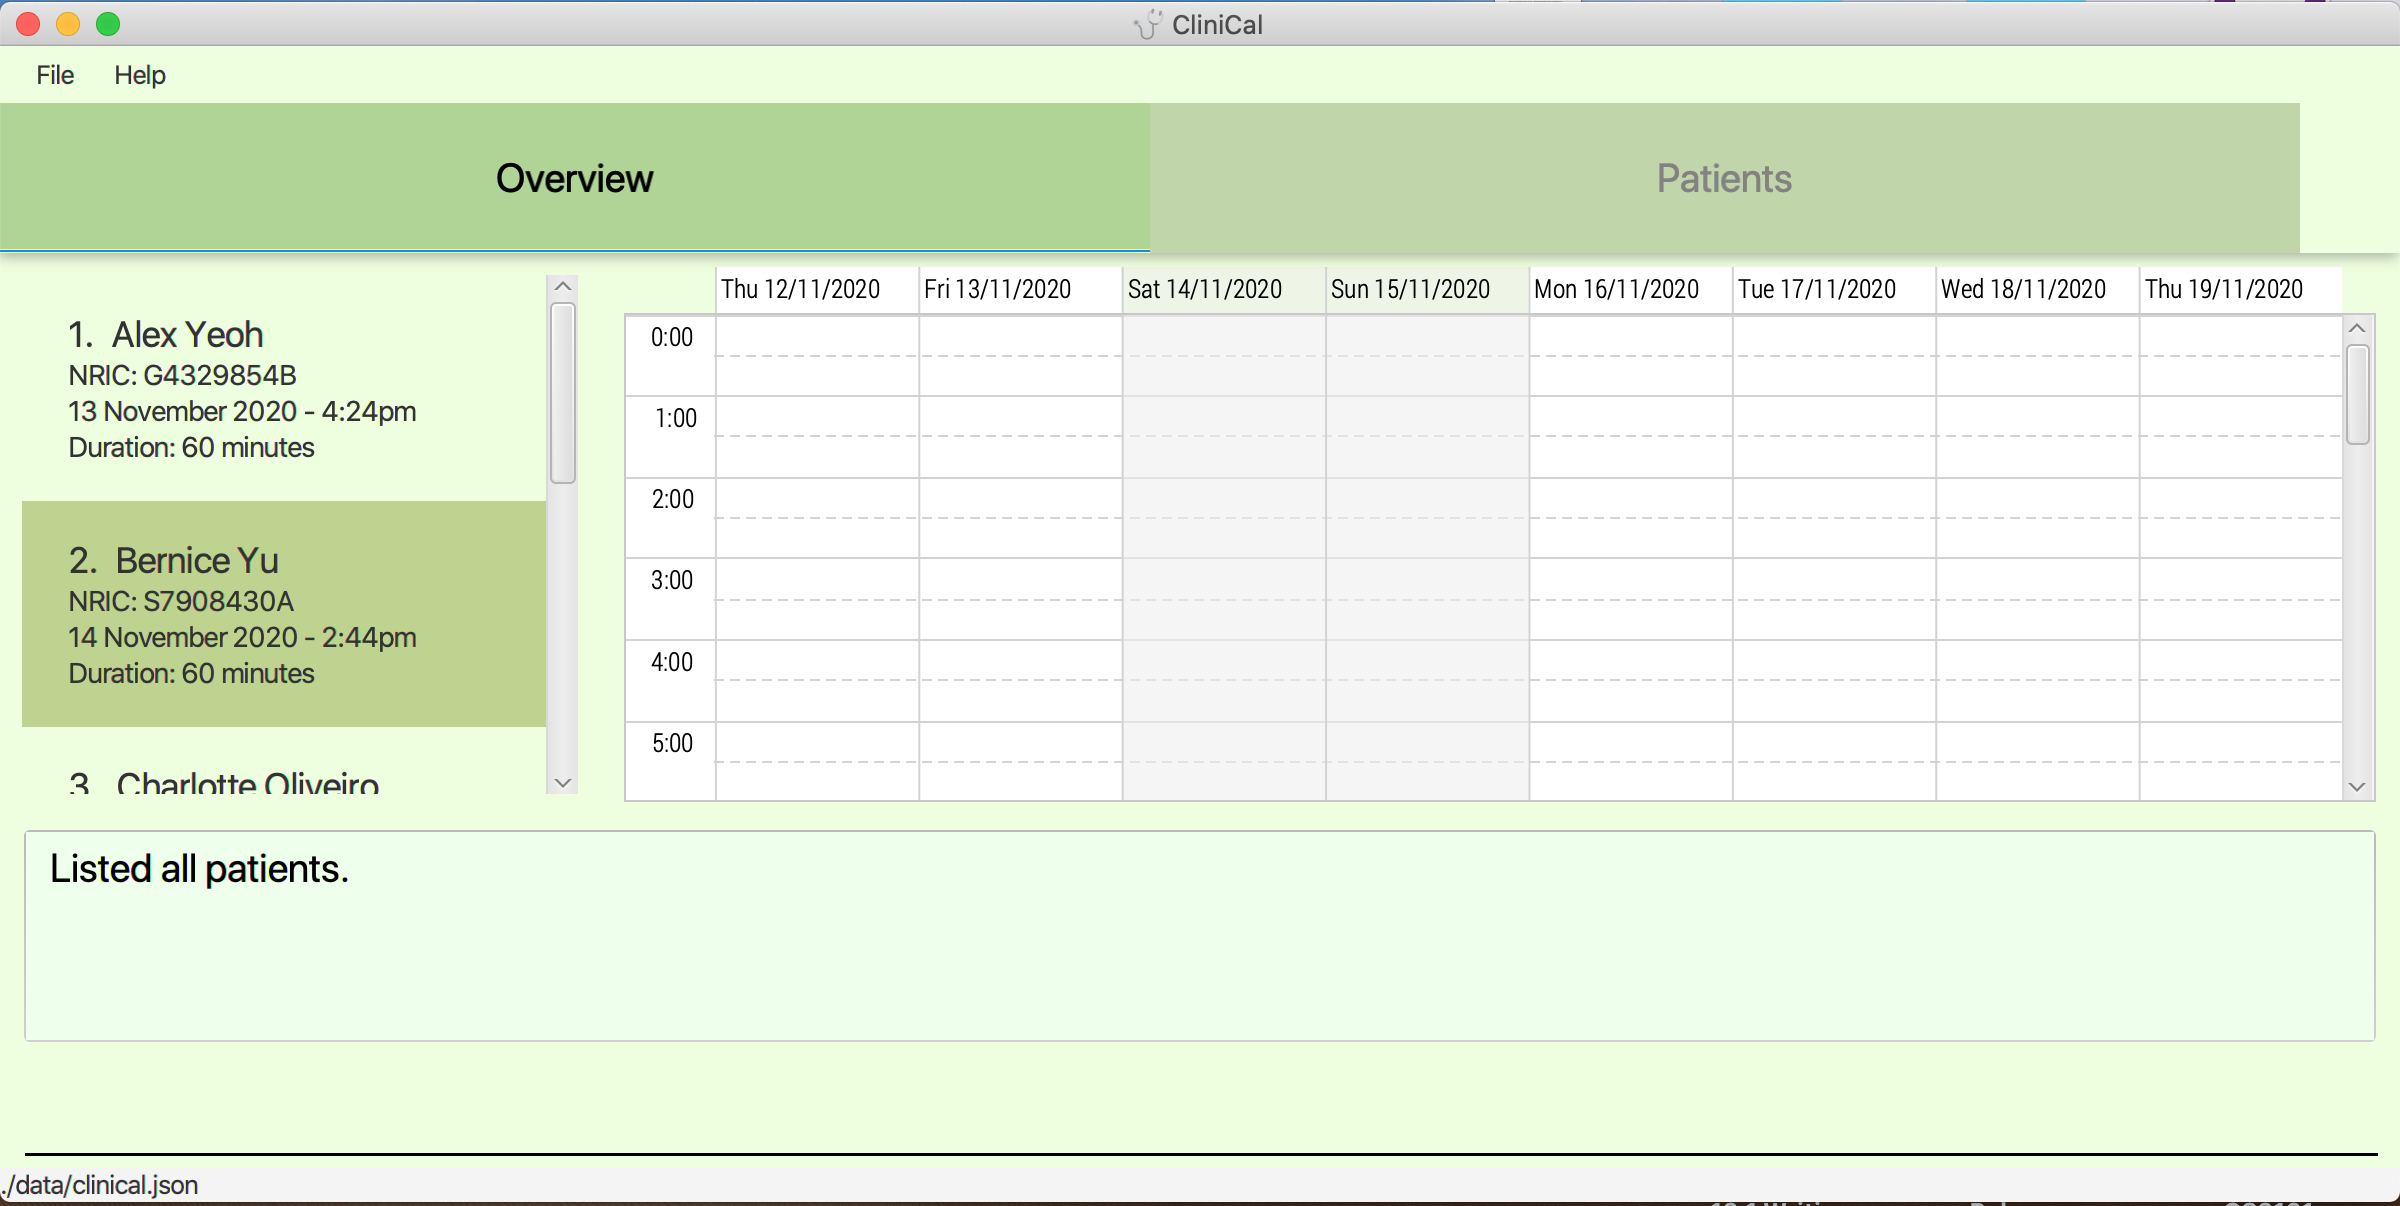 CliniCal
File Help
Overview Patients
1. Alex Yeoh
NRIC: G4329854B
13 November 2020 - 4:24pm
Duration: 60 minutes
2. Bernice Yu
NRIC: S7908430A
14 November 2020 - 2:44pm
Duration: 60 minutes
3 Charlotte Oliveiro
Thu 12/11/2020 Fri 13/11/2020 Sat 14/11/2020 Sun 15/11/2020 Mon 16/11/2020 Tue 17/11/2020 Wed 18/11/2020 Thu 19/11/2020
0:00
1:00
2:00
3:00
4:00
5:00
Listed all patients.
./data/clinical.json